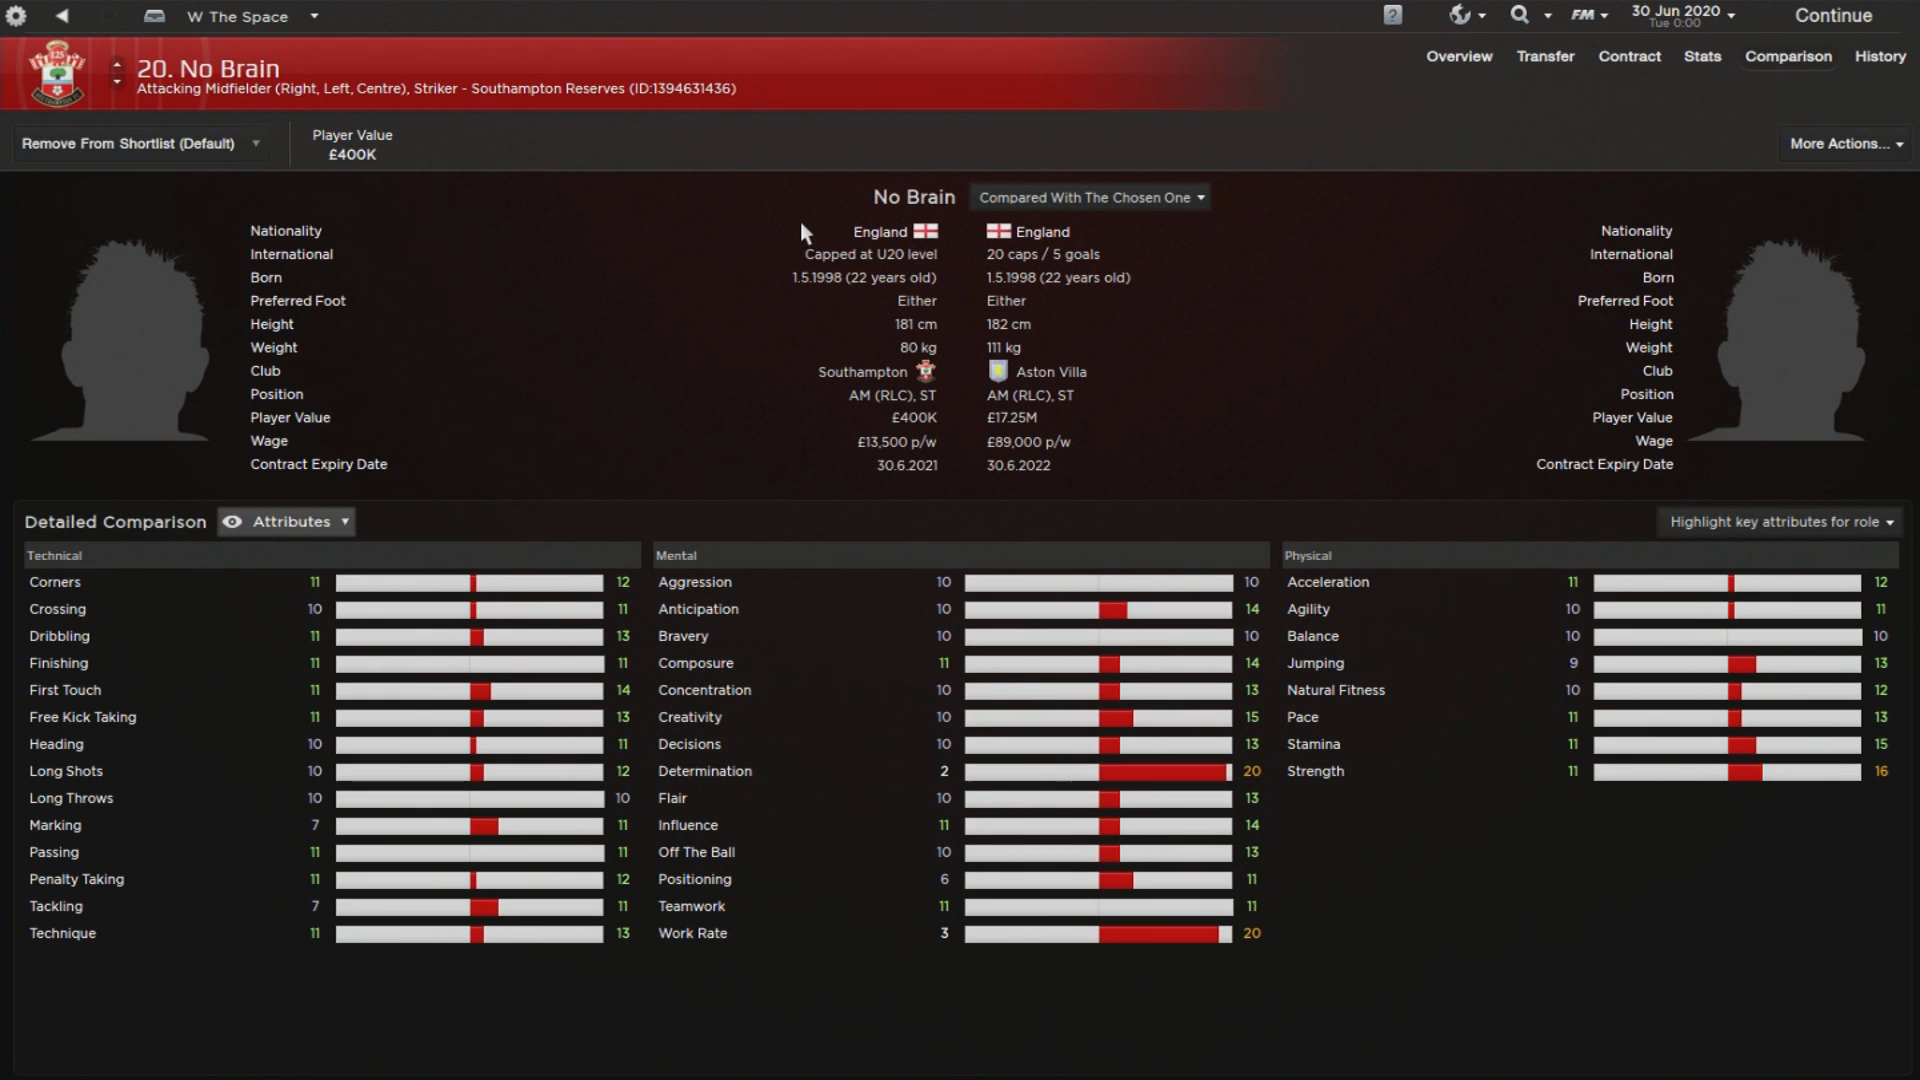 W The Space
?
FM
30 Jun 2020
Tue 0:00
Continue
125
20. No Brain
Attacking Midfielder (Right, Left, Centre), Striker - Southampton Reserves (ID:1394631436)
Overview Transfer Contract Stats Comparison History
Remove From Shortlist (Default)
Player Value
£400K
More Actions...
No Brain Compared With The Chosen One
Nationality England England Nationality
International Capped at U20 level 20 caps / 5 goals International
Born 1.5.1998 (22 years old) 1.5.1998 (22 years old) Born
Preferred Foot Either Either Preferred Foot
Height 181 cm 182 cm Height
Weight 80 kg 111 kg Weight
Club Southampton Aston Villa Club
Position AM (RLC), ST AM (RLC), ST Position
Player Value £400K £17.25M Player Value
Wage £13,500 p/w £89,000 p/w Wage
Contract Expiry Date 30.6.2021 30.6.2022 Contract Expiry Date
Detailed Comparison Attributes Highlight key attributes for role
Technical Mental Physical
Corners 11 12 Aggression 10 10 Acceleration 11 12
Crossing 10 11 Anticipation 10 14 Agility 10 11
Dribbling 11 13 Bravery 10 10 Balance 10 10
Finishing 11 11 Composure 11 14 Jumping 9 13
First Touch 11 14 Concentration 10 13 Natural Fitness 10 12
Free Kick Taking 11 13 Creativity 10 15 Pace 11 13
Heading 10 11 Decisions 10 13 Stamina 11 15
Long Shots 10 12 Determination 2 20 Strength 11 16
Long Throws 10 10 Flair 10 13
Marking 7 11 Influence 11 14
Passing 11 11 Off The Ball 10 13
Penalty Taking 11 12 Positioning 6 11
Tackling 7 11 Teamwork 11 11
Technique 11 13 Work Rate 3 20